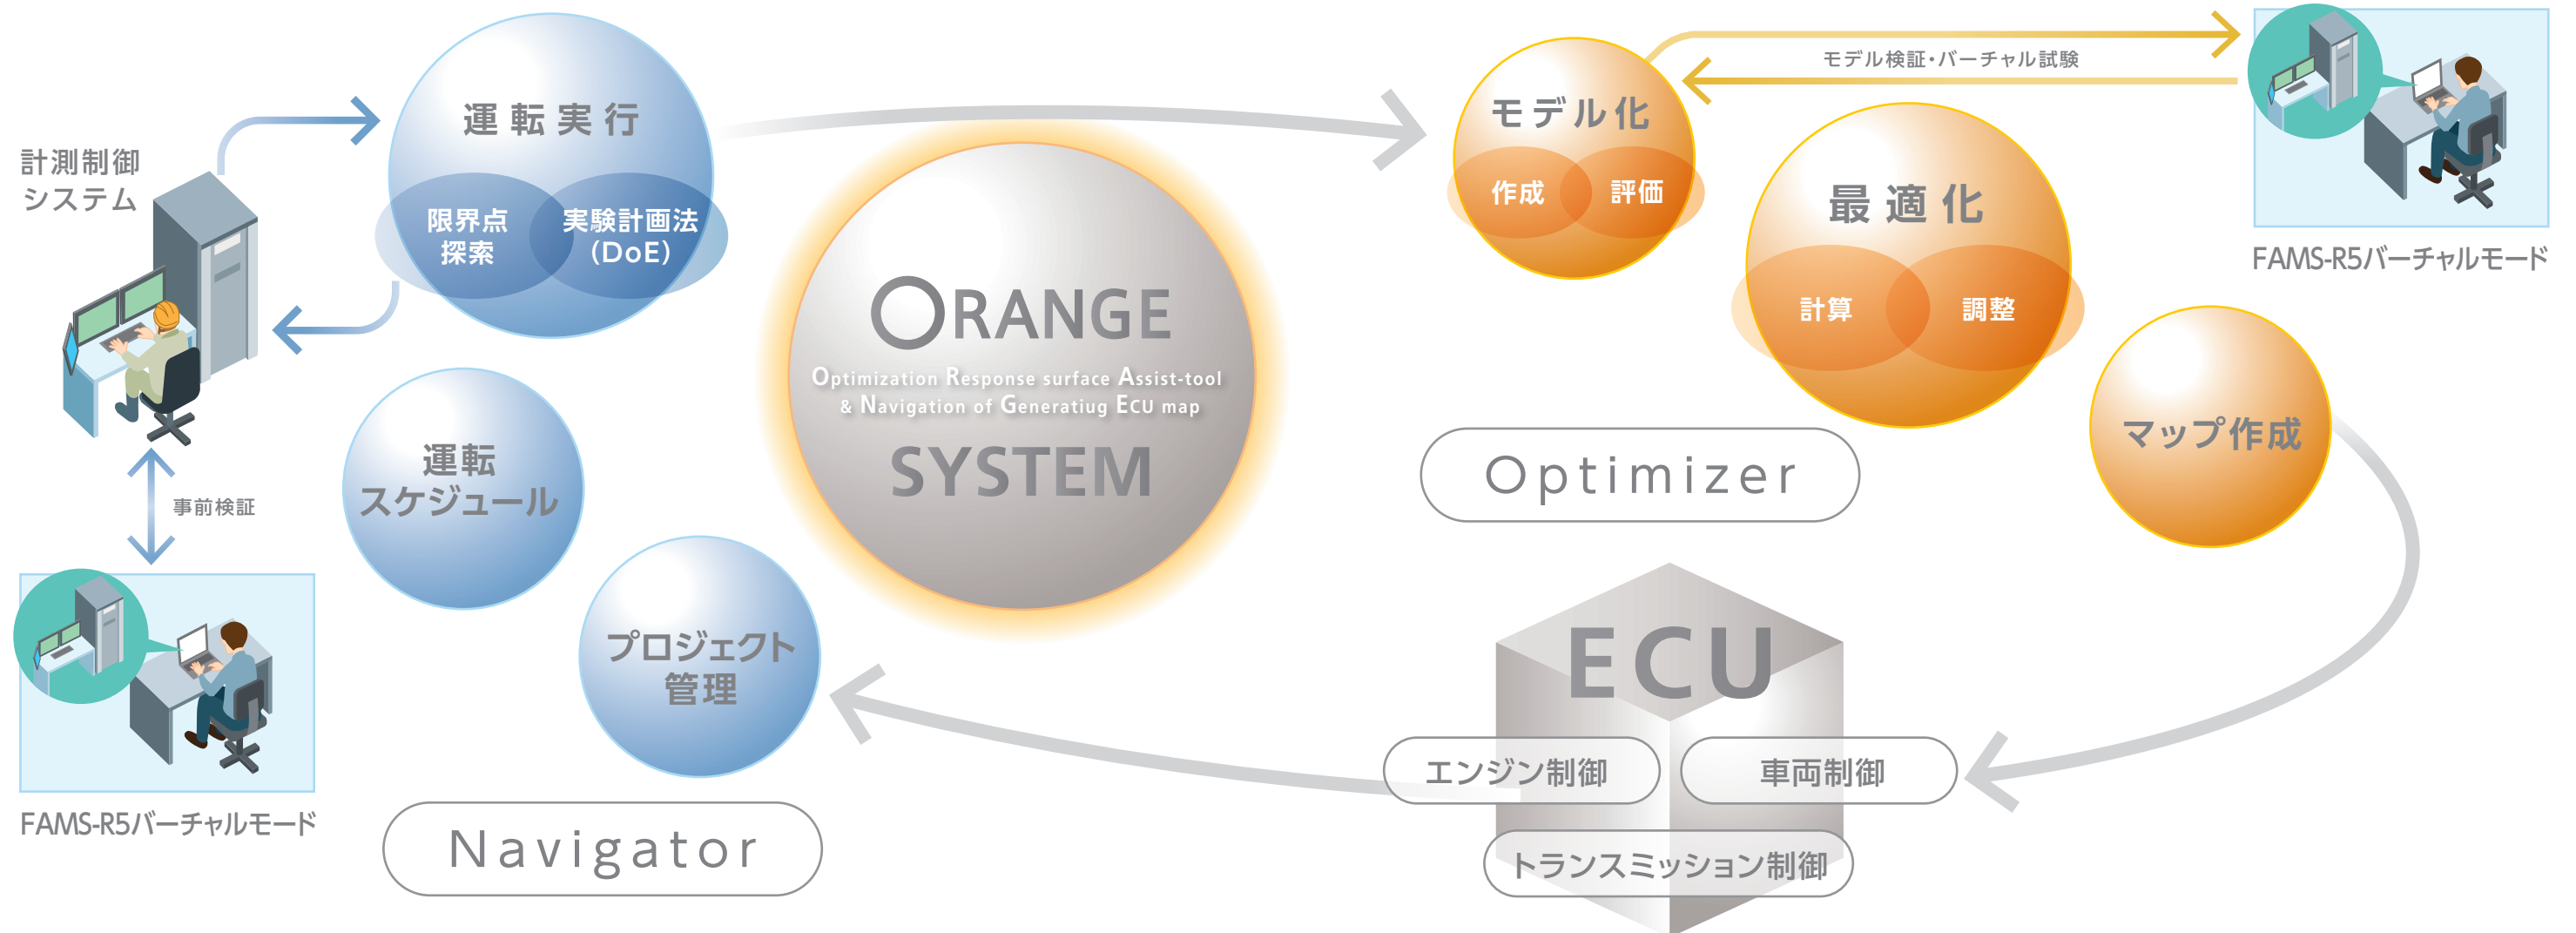 計測制御
システム
運転実行
限界点
探索
実験計画法
(DoE)
事前検証
FAMS-R5バーチャルモード
運転
スケジュール
プロジェクト
管理
Navigator
ORANGE
Optimization Response surface Assist-tool
& Navigation of Generatiug ECU map
SYSTEM
モデル化
作成
評価
モデル検証・バーチャル試験
FAMS-R5バーチャルモード
最適化
計算
調整
マップ作成
Optimizer
ECU
エンジン制御
車両制御
トランスミッション制御